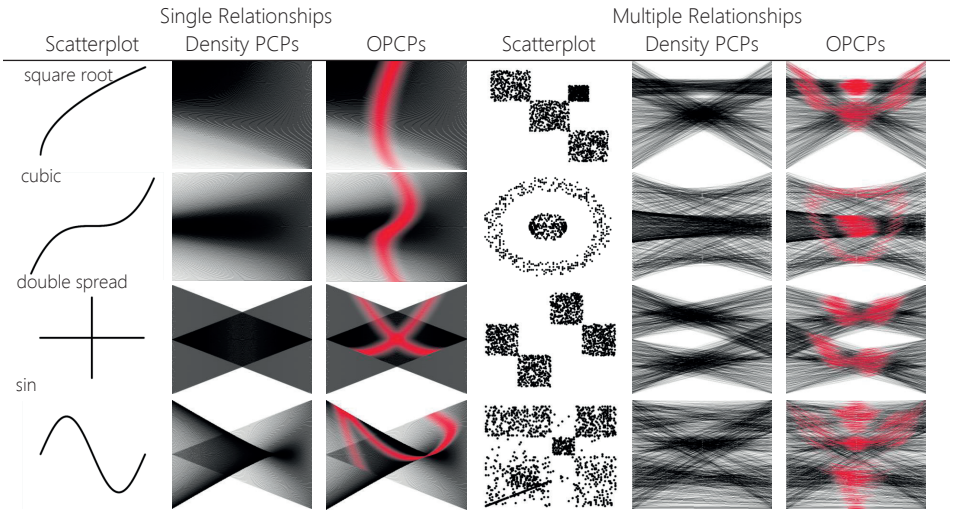 Single Relationships Multiple Relationships
Scatterplot Density PCPs OPCPs Scatterplot Density PCPs OPCPs
square root
cubic
double spread
sin